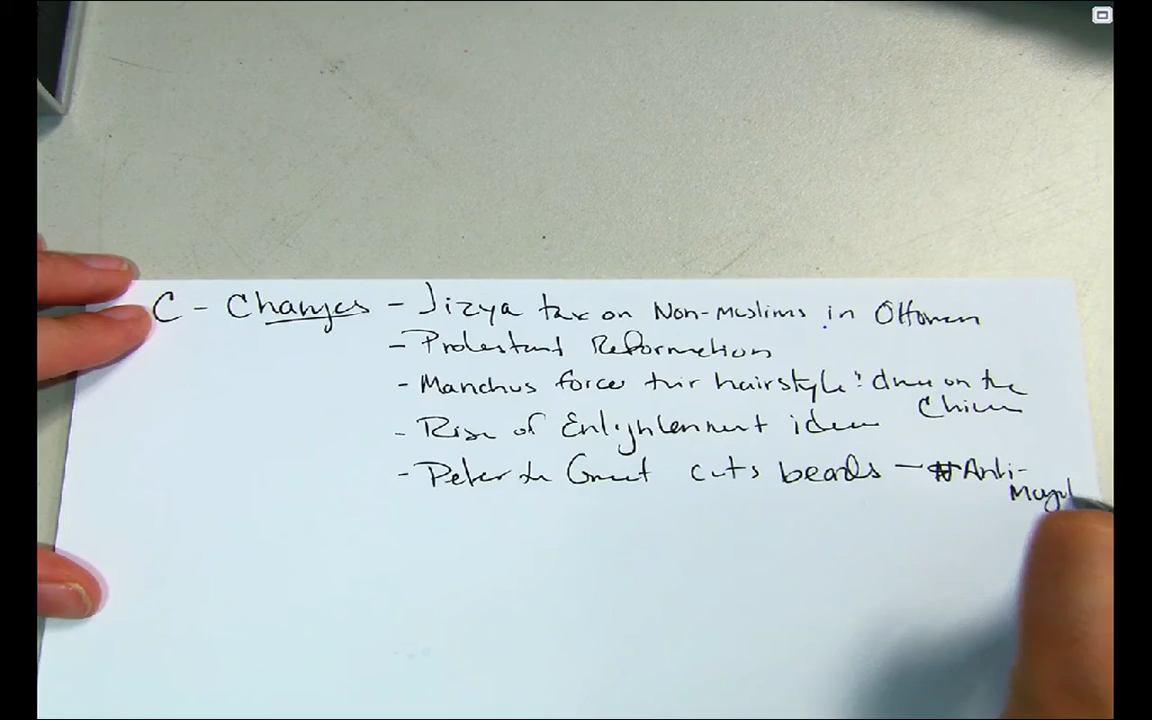 C - Changes - Jizya tax on Non-Muslims in Ottoman
- Protestant Reformation
- Manchus force their hairstyle : dress on the
Chinese
- Rise of Enlightenment ideas
- Peter the Great cuts beards - #Anti-